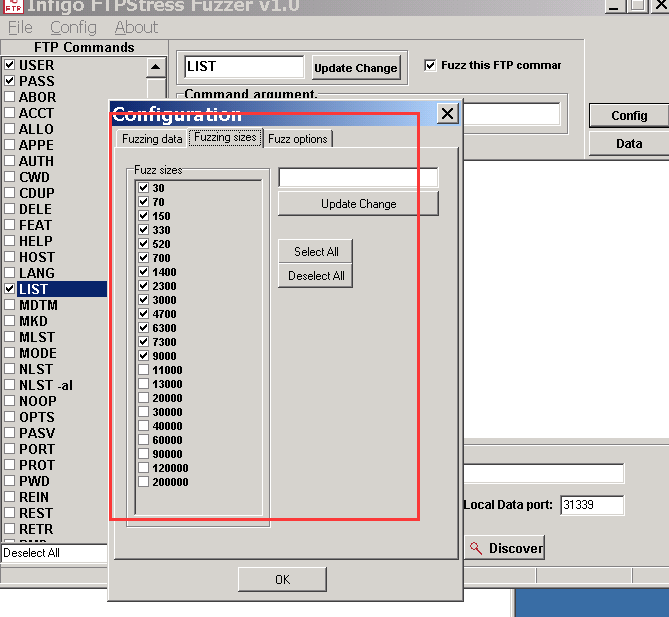 FTP
Infigo FTPStress Fuzzer v1.0
File Config About
FTP Commands
USER
PASS
ABOR
ACCT
ALLO
APPE
AUTH
CWD
CDUP
DELE
FEAT
HELP
HOST
LANG
LIST
MDTM
MKD
MLST
MODE
NLST
NLST -al
NOOP
OPTS
PASV
PORT
PROT
PWD
REIN
REST
RETR
Deselect All
LIST
Update Change
Fuzz this FTP commar
Command argument.
Config
Data
Configuration
Fuzzing data Fuzzing sizes Fuzz options
Fuzz sizes
30
70
150
330
520
700
1400
2300
3000
4700
6300
7300
9000
11000
13000
20000
30000
40000
60000
90000
120000
200000
Update Change
Select All
Deselect All
OK
Local Data port: 31339
Discover